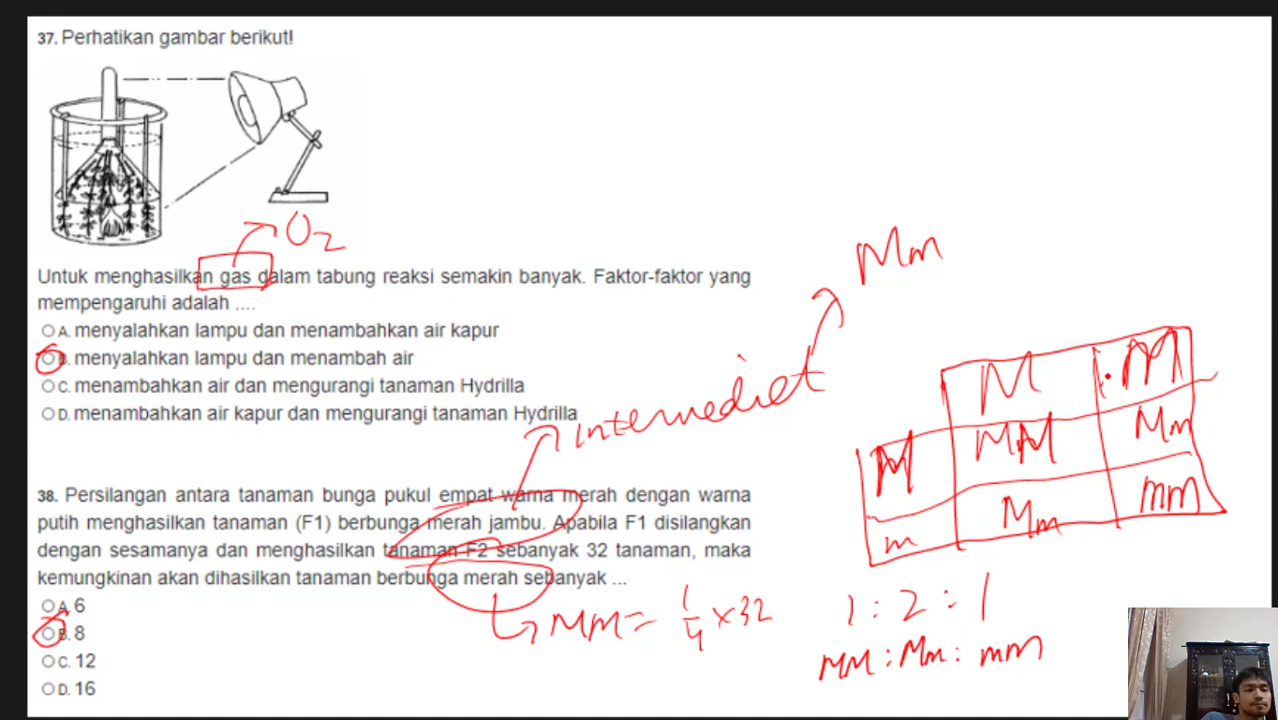 37. Perhatikan gambar berikut!
O2
Untuk menghasilkan gas dalam tabung reaksi semakin banyak. Faktor-faktor yang
mempengaruhi adalah ....
A. menyalahkan lampu dan menambahkan air kapur
B. menyalahkan lampu dan menambah air
C. menambahkan air dan mengurangi tanaman Hydrilla
D. menambahkan air kapur dan mengurangi tanaman Hydrilla
Mm
intermediet
M M
M MM Mm
m Mm mm
38. Persilangan antara tanaman bunga pukul empat warna merah dengan warna
putih menghasilkan tanaman (F1) berbunga merah jambu. Apabila F1 disilangkan
dengan sesamanya dan menghasilkan tanaman F2 sebanyak 32 tanaman, maka
kemungkinan akan dihasilkan tanaman berbunga merah sebanyak ...
A. 6
B. 8
C. 12
D. 16
MM = 1/4 x 32
1 : 2 : 1
MM : Mm : mm